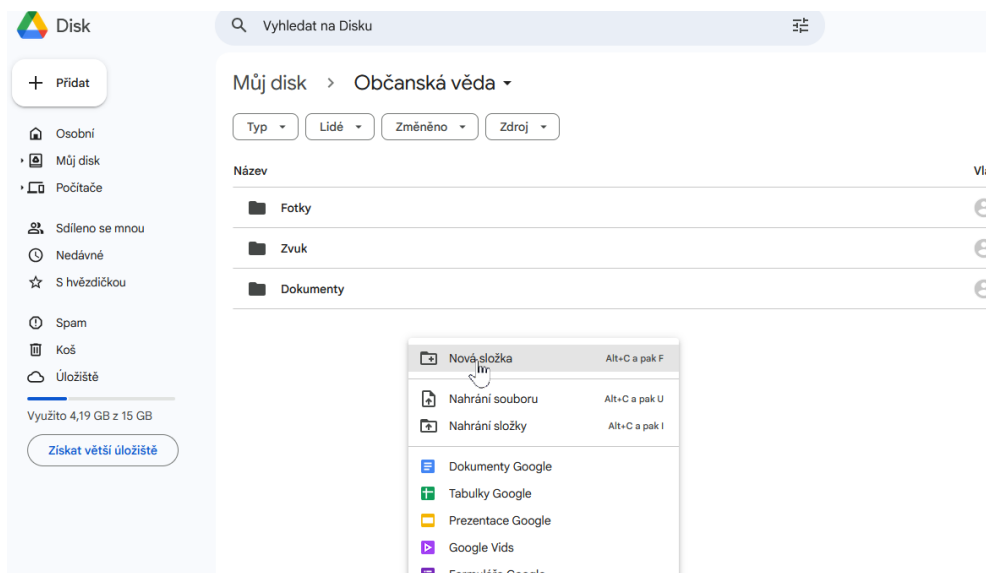 Disk
Vyhledat na Disku
Přidat
Můj disk > Občanská věda
Typ Lidé Změněno Zdroj
Osobní
Můj disk
Počítače
Sdíleno se mnou
Nedávné
S hvězdičkou
Spam
Koš
Úložiště
Využito 4,19 GB z 15 GB
Získat větší úložiště
Název
Fotky
Zvuk
Dokumenty
Nová složka Alt+C a pak F
Nahrání souboru Alt+C a pak U
Nahrání složky Alt+C a pak I
Dokumenty Google
Tabulky Google
Prezentace Google
Google Vids